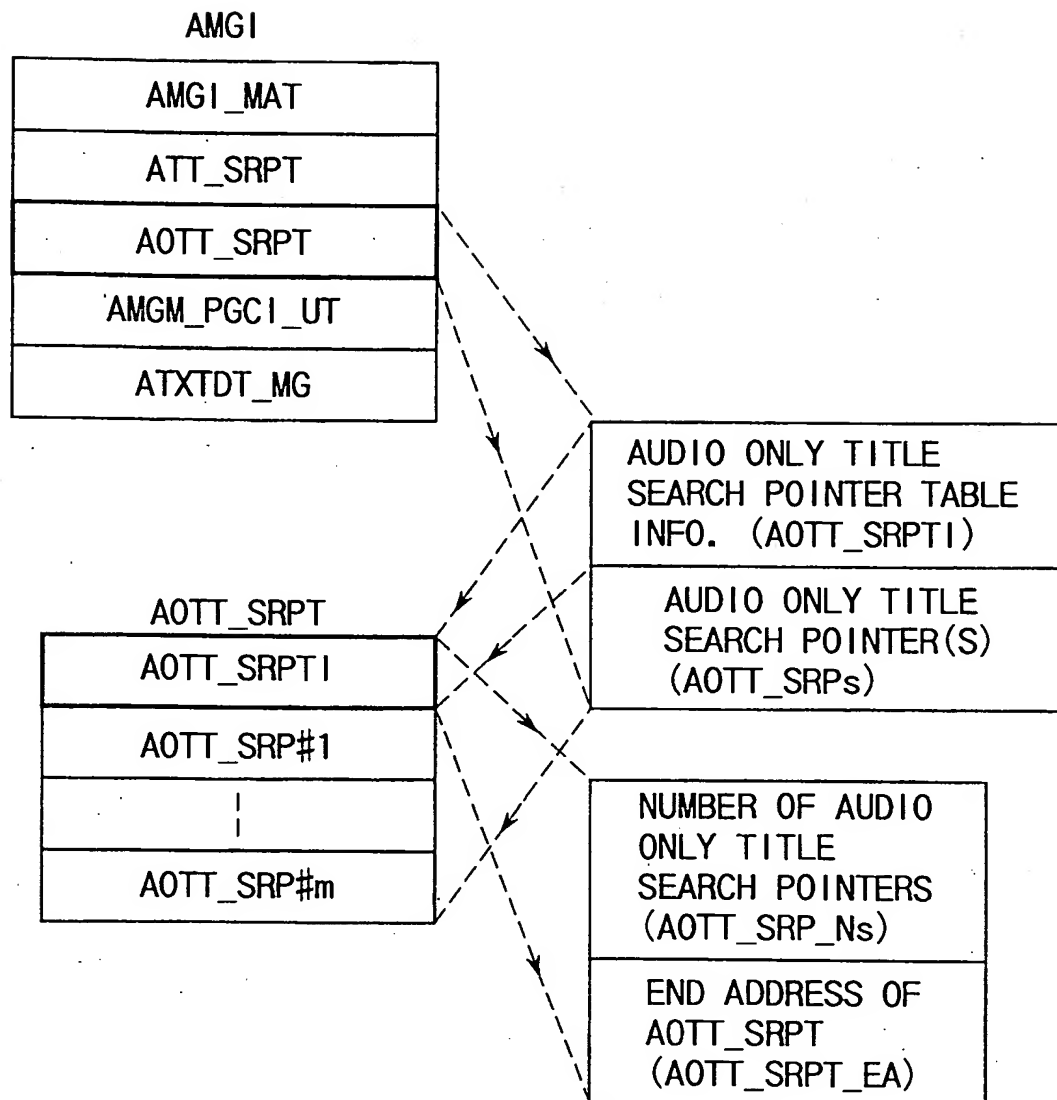 AMGI
AMGI_MAT
ATT_SRPT
AOTT_SRPT
AMGM_PGCI_UT
ATXTDT_MG
AUDIO ONLY TITLE
SEARCH POINTER TABLE
INFO. (AOTT_SRPTI)
AUDIO ONLY TITLE
SEARCH POINTER(S)
(AOTT_SRPs)
AOTT_SRPT
AOTT_SRPTI
AOTT_SRP#1
AOTT_SRP#m
NUMBER OF AUDIO
ONLY TITLE
SEARCH POINTERS
(AOTT_SRP_Ns)
END ADDRESS OF
AOTT_SRPT
(AOTT_SRPT_EA)